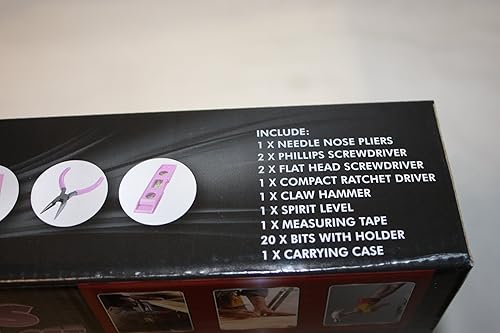 INCLUDE:
1 X NEEDLE NOSE PLIERS
2 X PHILLIPS SCREWDRIVER
2 X FLAT HEAD SCREWDRIVER
1 X COMPACT RATCHET DRIVER
1 X CLAW HAMMER
1 X SPIRIT LEVEL
1 X MEASURING TAPE
20 X BITS WITH HOLDER
1 X CARRYING CASE